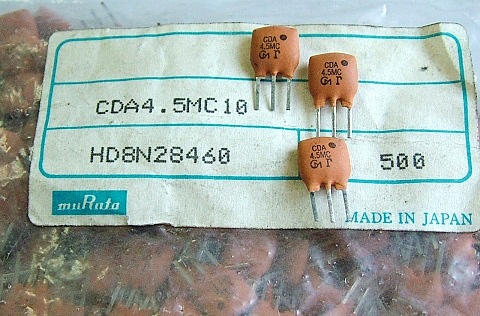 CDA
4.5MC
CDA
4.5MC
CDA4.5MC10
CDA
4.5MC
HD8N28460
500
muRata
MADE IN JAPAN